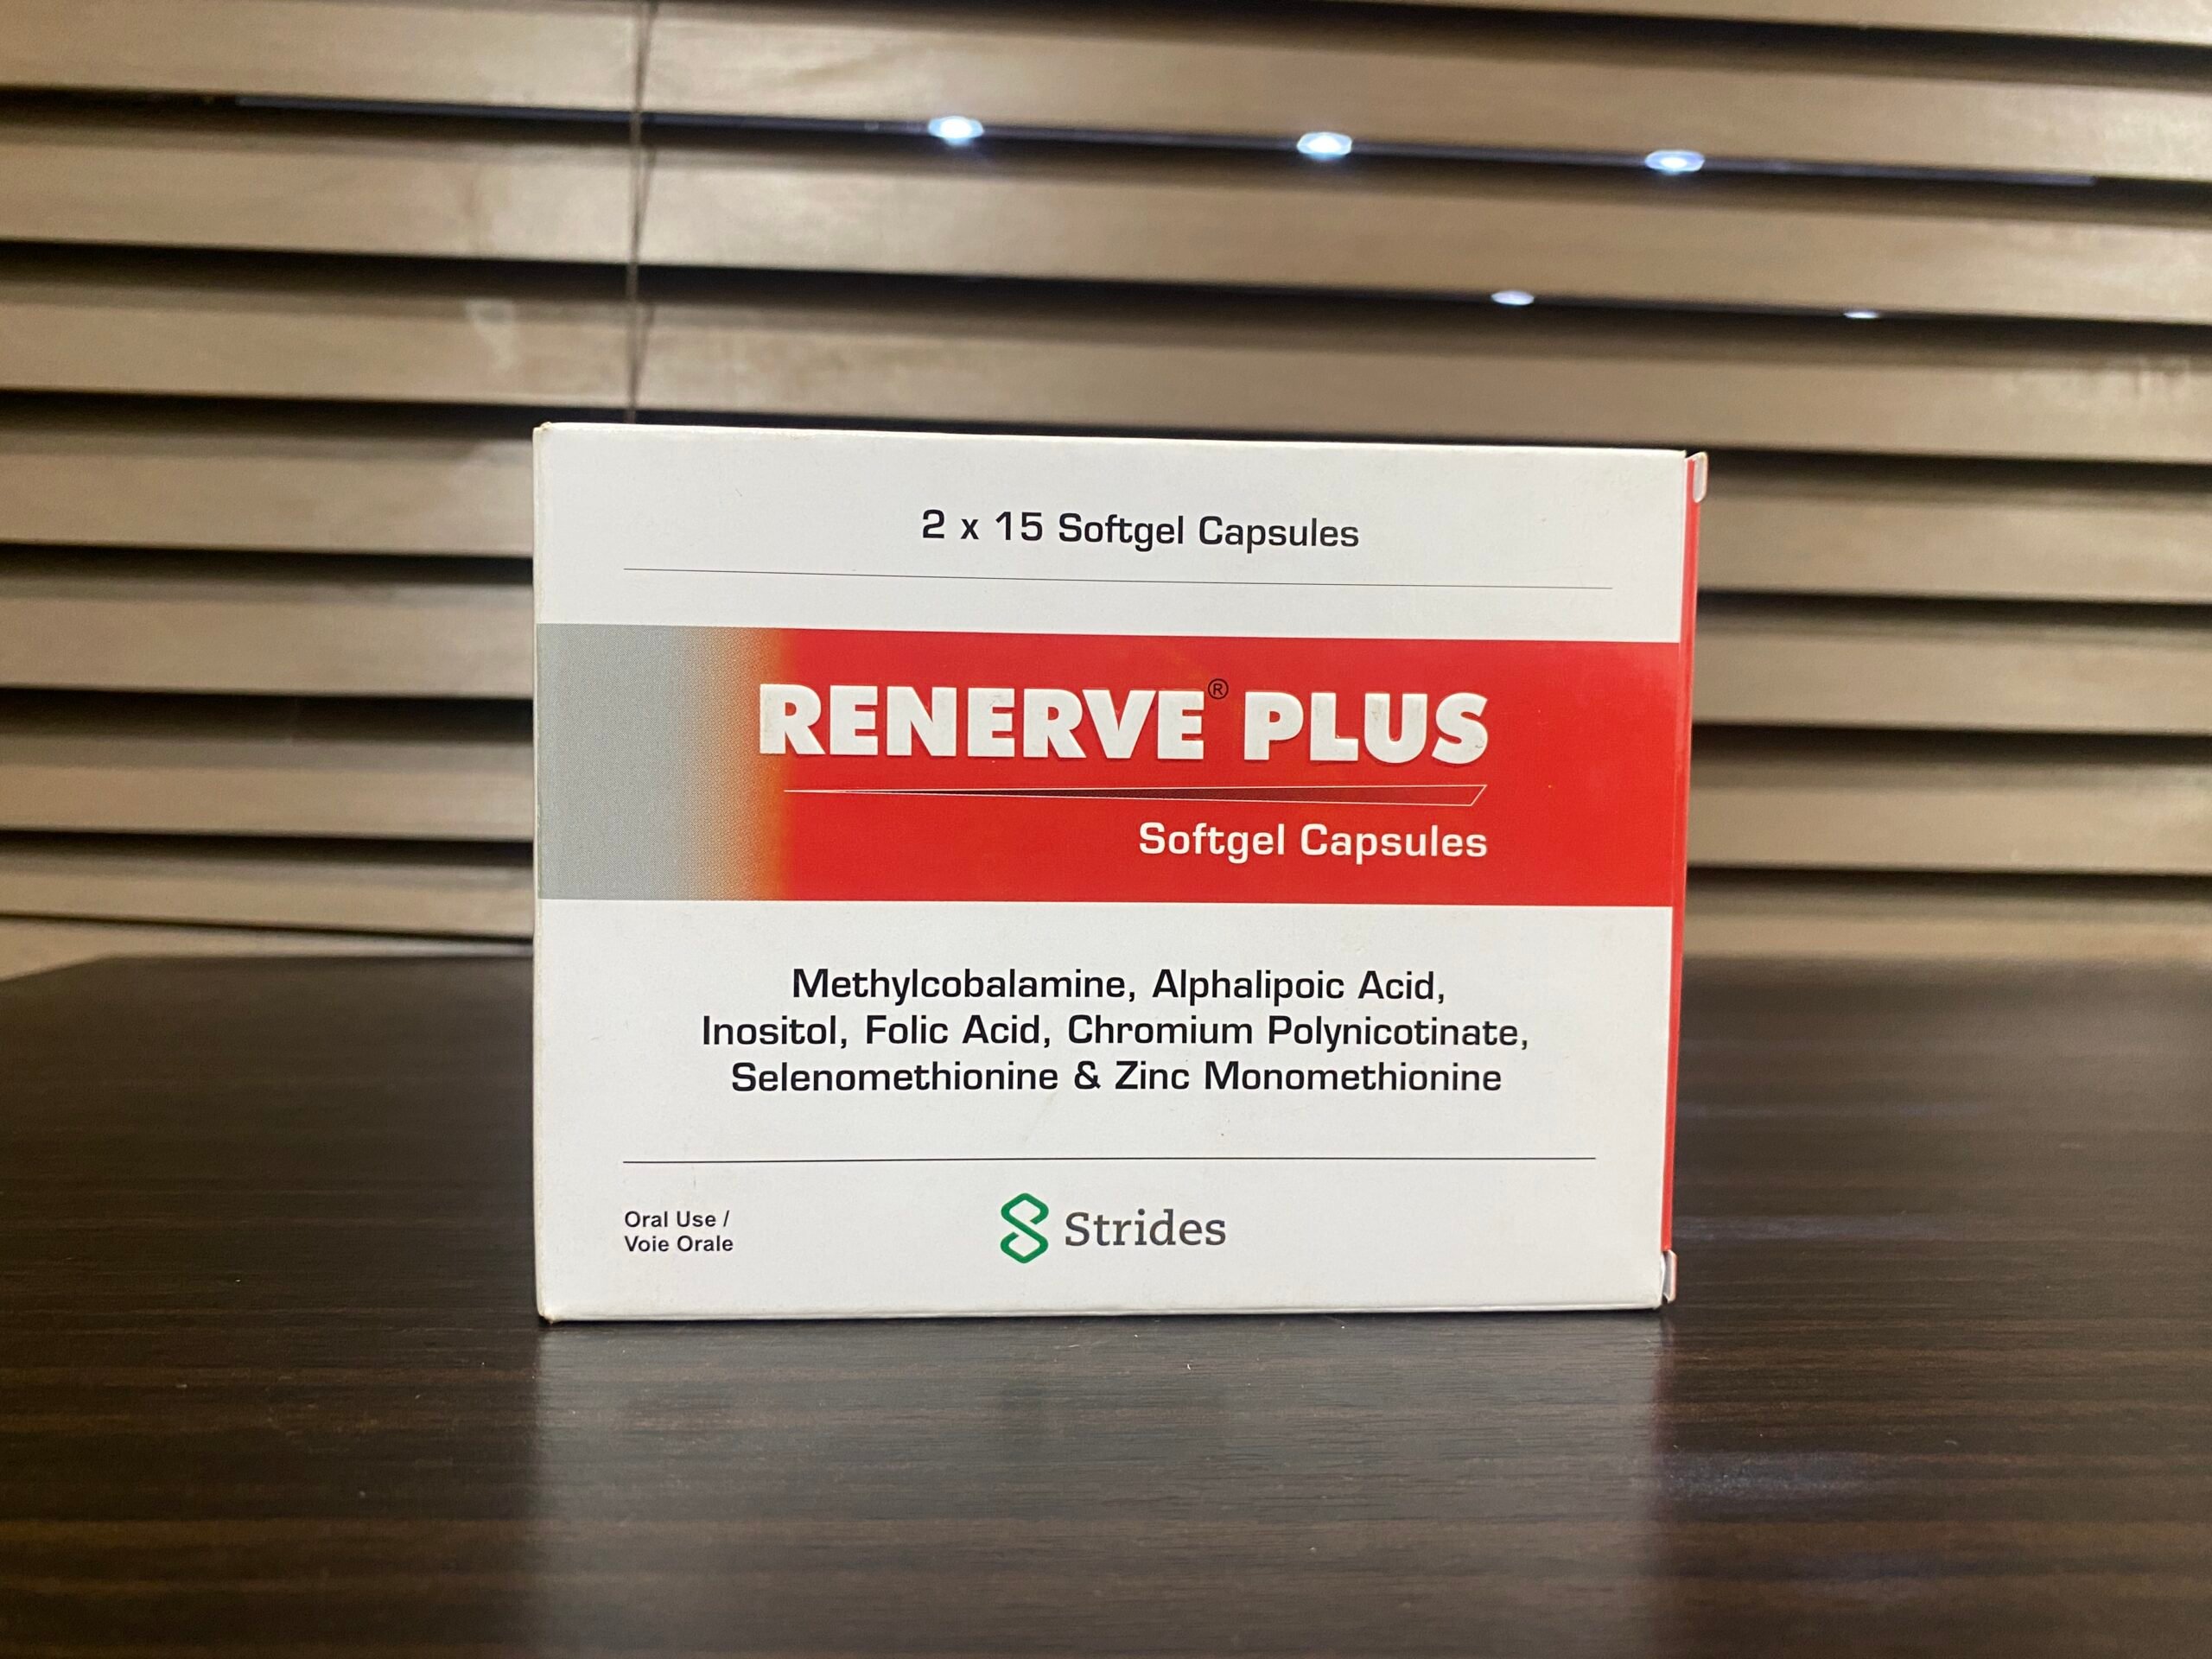 2 x 15 Softgel Capsules
RENERVE® PLUS
Softgel Capsules
Methylcobalamine, Alphalipoic Acid,
Inositol, Folic Acid, Chromium Polynicotinate,
Selenomethionine & Zinc Monomethionine
Oral Use /
Voie Orale
Strides